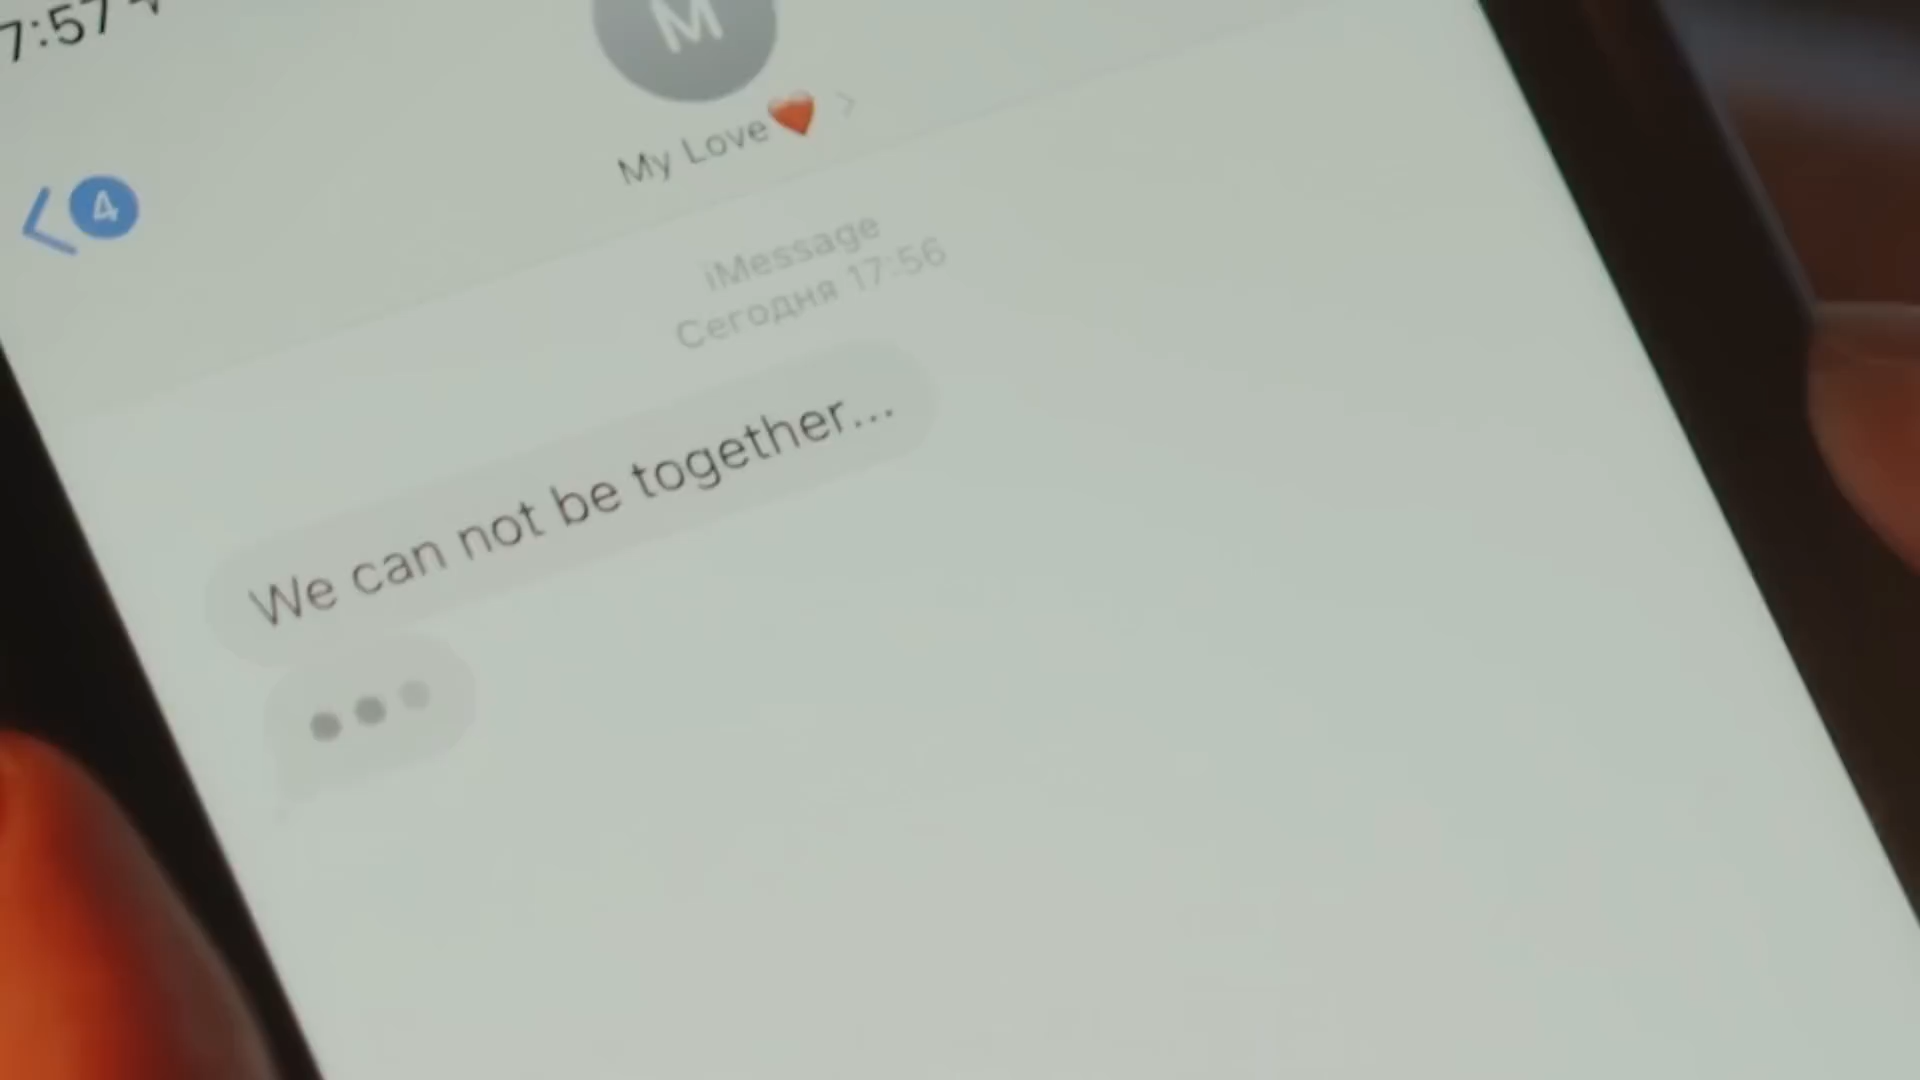 7:57
M
My Love❤️ >
4
iMessage
Сегодня 17:56
We can not be together...